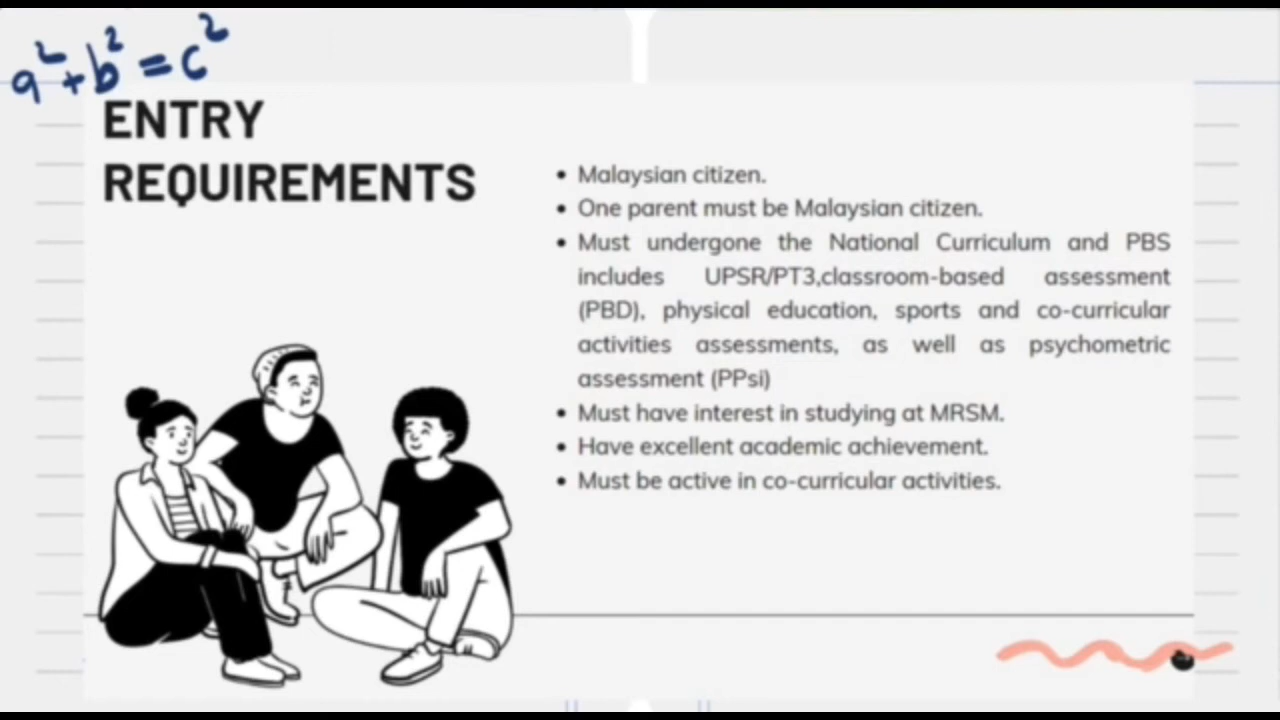 a²+b²=c²
ENTRY
REQUIREMENTS
• Malaysian citizen.
• One parent must be Malaysian citizen.
• Must undergone the National Curriculum and PBS
includes UPSR/PT3,classroom-based assessment
(PBD), physical education, sports and co-curricular
activities assessments, as well as psychometric
assessment (PPsi)
• Must have interest in studying at MRSM.
• Have excellent academic achievement.
• Must be active in co-curricular activities.